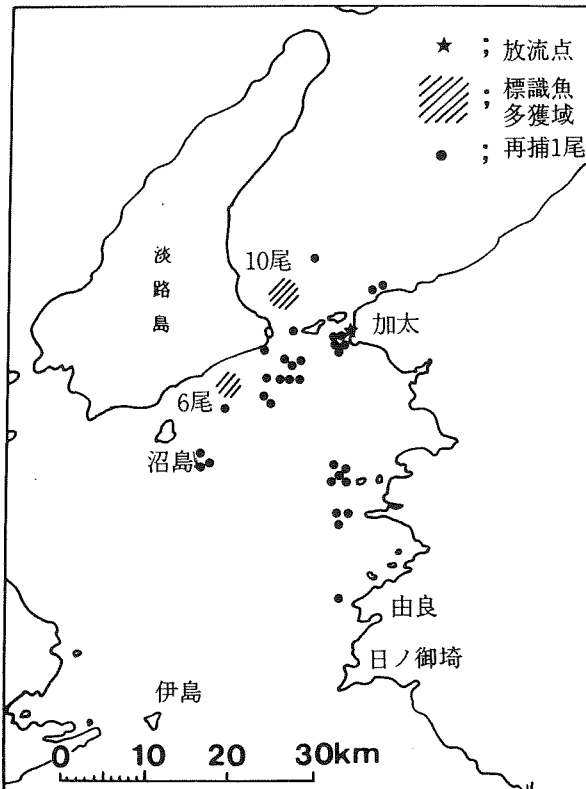 ★ ; 放流点
; 標識魚
多獲域
● ; 再捕1尾
淡路島
10尾
加太
6尾
沼島
由良
日ノ御埼
伊島
0 10 20 30km